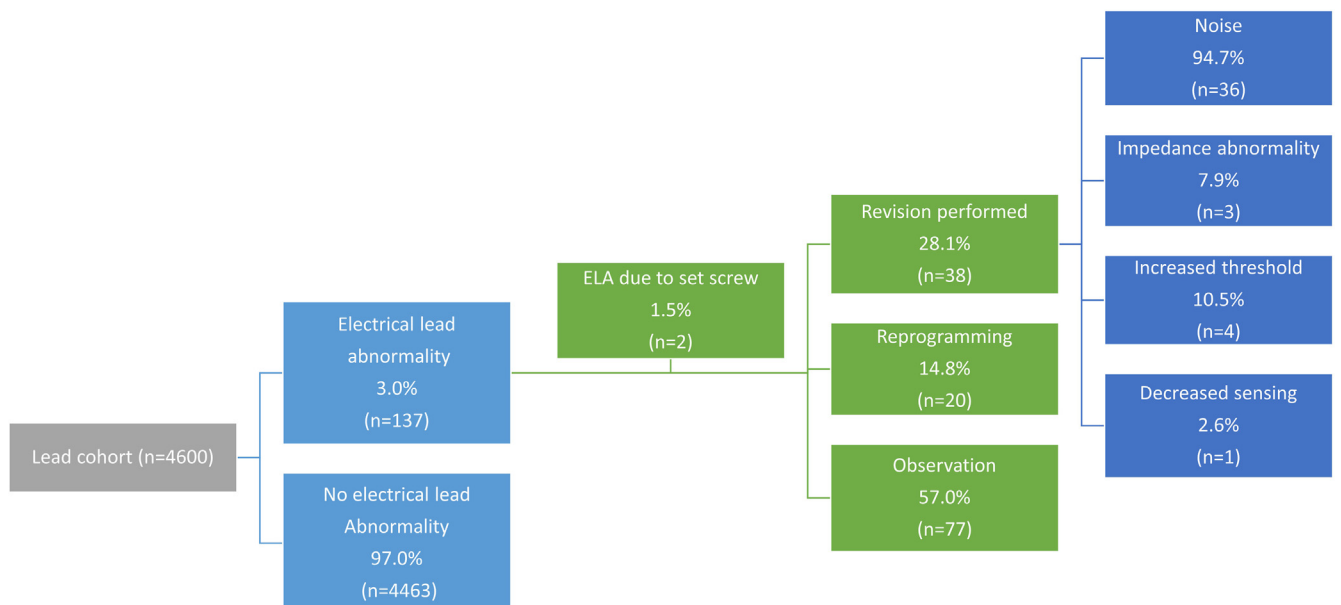 Lead cohort (n=4600)
Electrical lead
abnormality
3.0%
(n=137)
No electrical lead
Abnormality
97.0%
(n=4463)
ELA due to set screw
1.5%
(n=2)
Revision performed
28.1%
(n=38)
Reprogramming
14.8%
(n=20)
Observation
57.0%
(n=77)
Noise
94.7%
(n=36)
Impedance abnormality
7.9%
(n=3)
Increased threshold
10.5%
(n=4)
Decreased sensing
2.6%
(n=1)